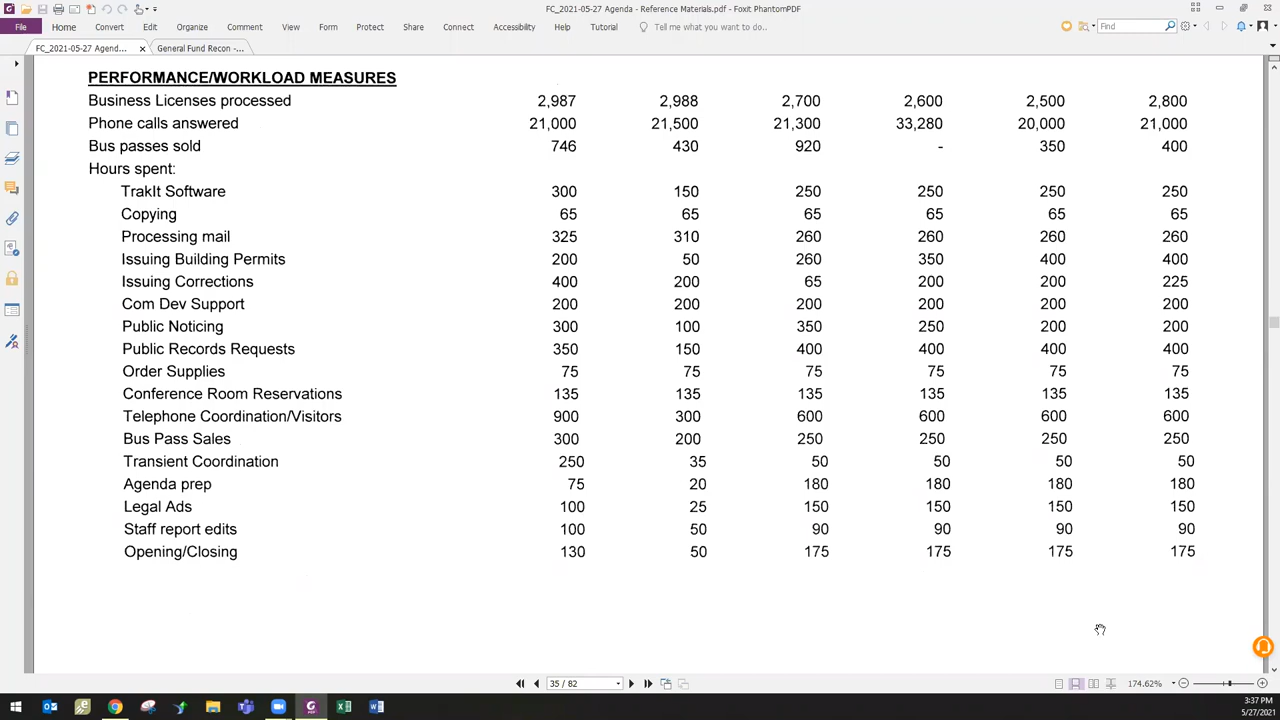 FC_2021-05-27 Agenda - Reference Materials.pdf - Foxit PhantomPDF
File Home Convert Edit Organize Comment View Form Protect Share Connect Accessibility Help Tutorial Tell me what you want to do.. Find
FC_2021-05-27 Agend... General Fund Recon -...
PERFORMANCE/WORKLOAD MEASURES
Business Licenses processed 2,987 2,988 2,700 2,600 2,500 2,800
Phone calls answered 21,000 21,500 21,300 33,280 20,000 21,000
Bus passes sold 746 430 920 - 350 400
Hours spent:
TrakIt Software 300 150 250 250 250 250
Copying 65 65 65 65 65 65
Processing mail 325 310 260 260 260 260
Issuing Building Permits 200 50 260 350 400 400
Issuing Corrections 400 200 65 200 200 225
Com Dev Support 200 200 200 200 200 200
Public Noticing 300 100 350 250 200 200
Public Records Requests 350 150 400 400 400 400
Order Supplies 75 75 75 75 75 75
Conference Room Reservations 135 135 135 135 135 135
Telephone Coordination/Visitors 900 300 600 600 600 600
Bus Pass Sales 300 200 250 250 250 250
Transient Coordination 250 35 50 50 50 50
Agenda prep 75 20 180 180 180 180
Legal Ads 100 25 150 150 150 150
Staff report edits 100 50 90 90 90 90
Opening/Closing 130 50 175 175 175 175
35 / 82 174.62%
3:37 PM
5/27/2021